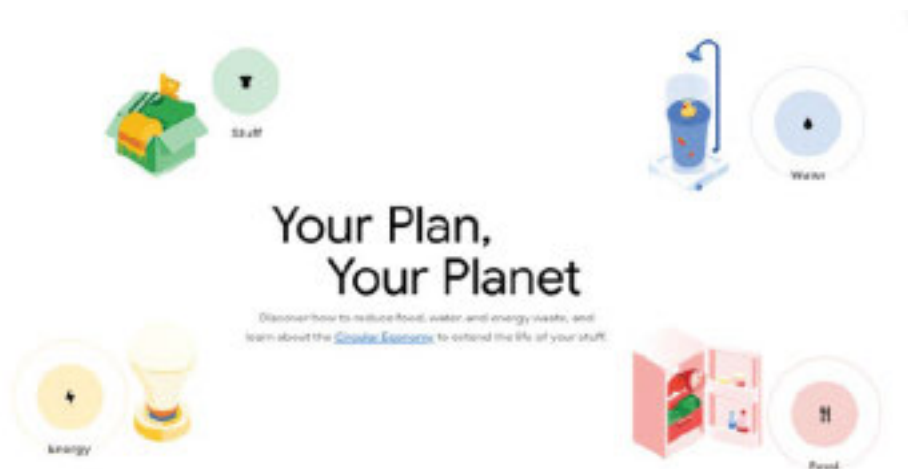 Stuff
Water
Your Plan,
Your Planet
Discover how to reduce food, water, and energy waste, and
learn about the Circular Economy to extend the life of your stuff.
Energy
Food